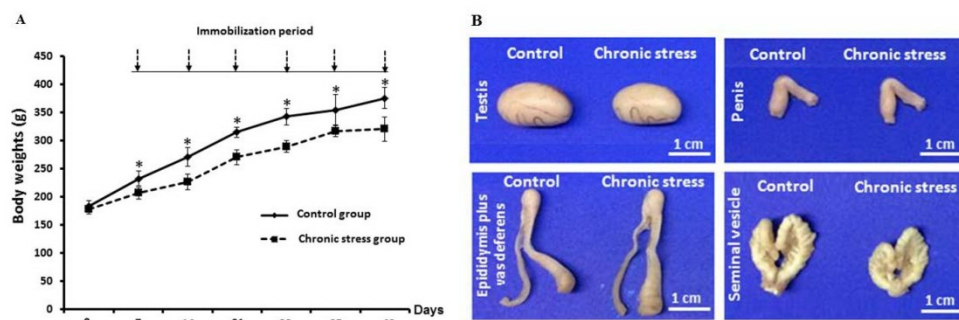 A
Immobilization period
450
400
350
300
250
200
150
100
50
0
Body weights (g)
* * * * * *
Control group
Chronic stress group
Days
B
Control Chronic stress
Testis
1 cm
Control Chronic stress
Penis
1 cm
Control Chronic stress
Epididymis plus
vas deferens
1 cm
Control Chronic stress
Seminal vesicle
1 cm